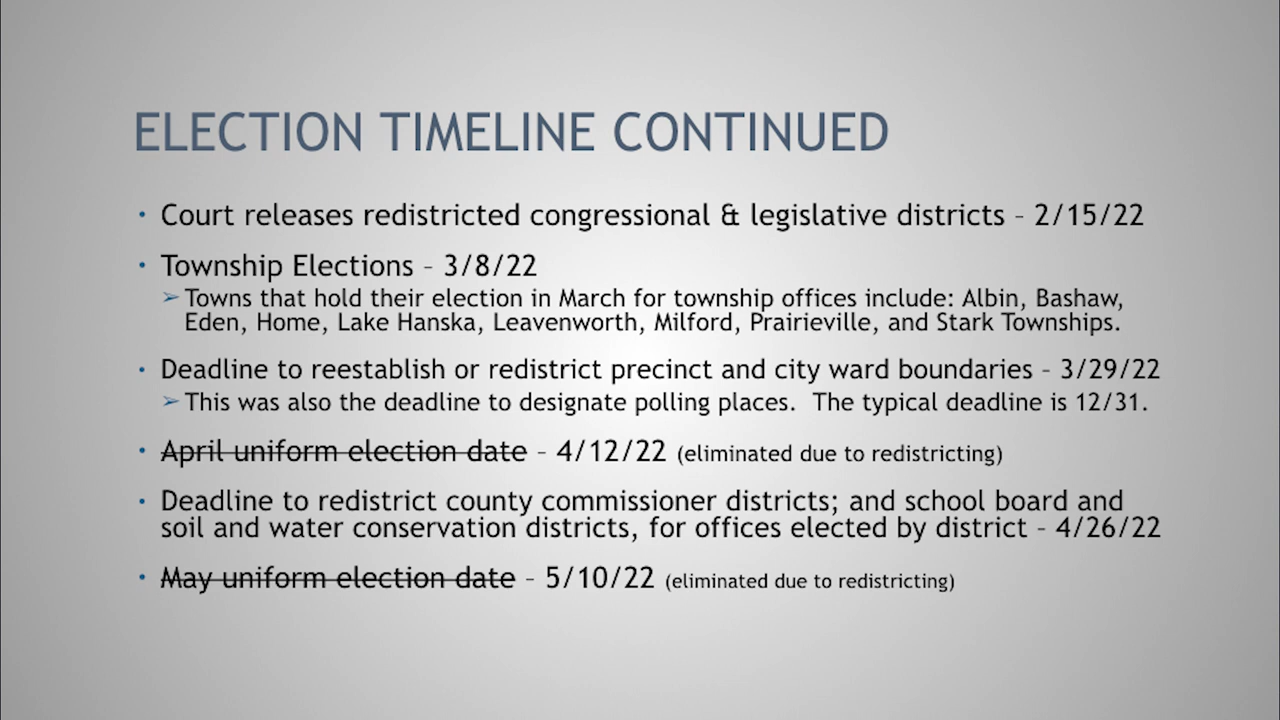 ELECTION TIMELINE CONTINUED
• Court releases redistricted congressional & legislative districts – 2/15/22
• Township Elections – 3/8/22
➢ Towns that hold their election in March for township offices include: Albin, Bashaw,
Eden, Home, Lake Hanska, Leavenworth, Milford, Prairieville, and Stark Townships.
• Deadline to reestablish or redistrict precinct and city ward boundaries – 3/29/22
➢ This was also the deadline to designate polling places.  The typical deadline is 12/31.
• April uniform election date – 4/12/22 (eliminated due to redistricting)
• Deadline to redistrict county commissioner districts; and school board and
soil and water conservation districts, for offices elected by district – 4/26/22
• May uniform election date – 5/10/22 (eliminated due to redistricting)